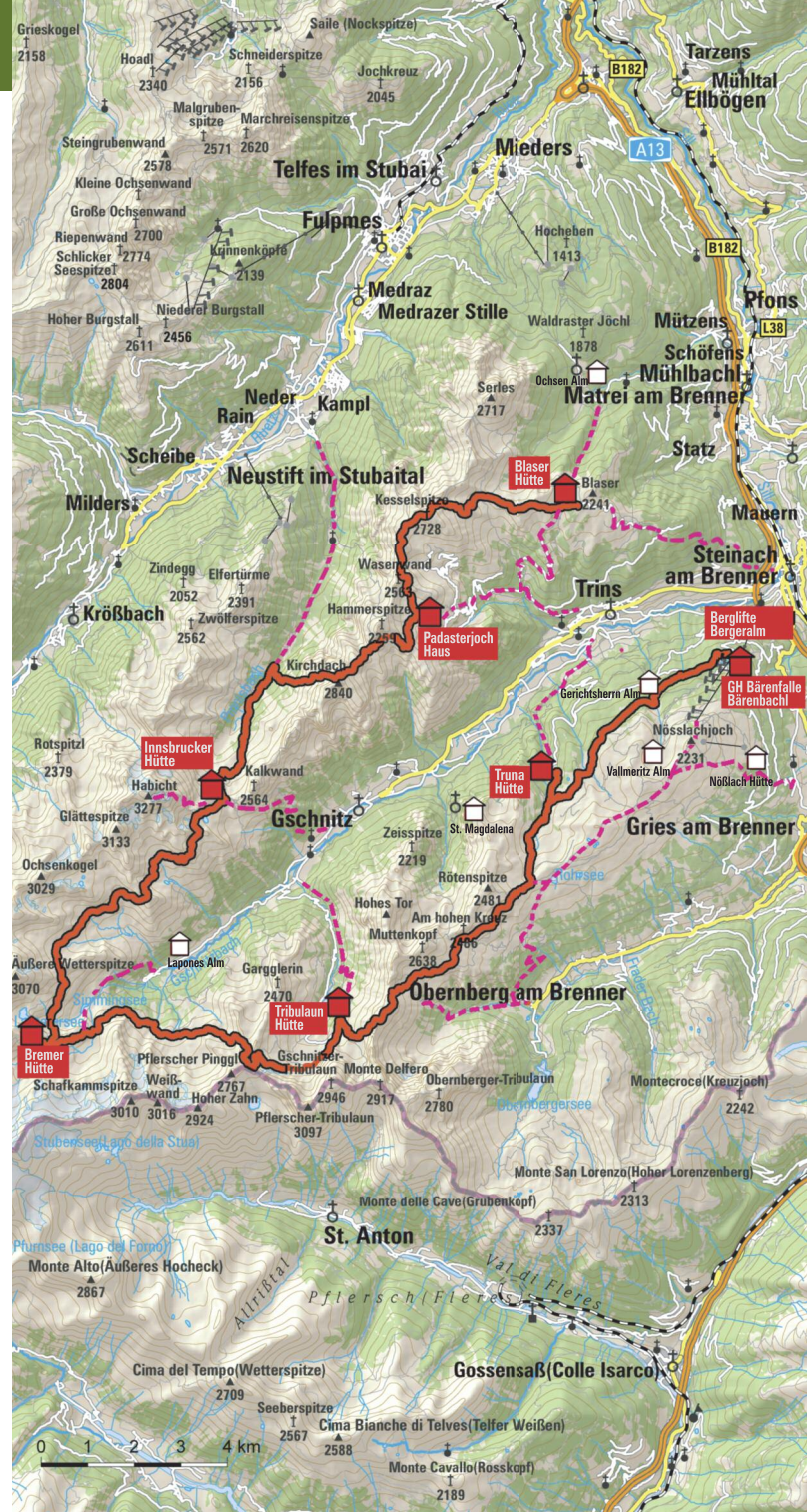 Grieskogel
2158
Saile (Nockspitze)
Hoadl
2340
Schneiderspitze
2156
Jochkreuz
2045
B182
Tarzens
Mühltal
Ellbögen
Malgruben-
spitze
2571
Marchreisenspitze
2620
Steingrubenwand
2578
Mieders
A13
Telfes im Stubai
Kleine Ochsenwand
Große Ochsenwand
2700
Riepenwand
2774
Schlicker
Seespitze
2804
Fulpmes
Krinnenköpfe
2139
Hocheben
1413
B182
Medraz
Medrazer Stille
Pfons
L38
Niederer Burgstall
2456
Hoher Burgstall
2611
Waldraster Jöchl
1878
Mützens
Schöfens
Mühlbachl
Ochsen Alm
Matrei am Brenner
Serles
2717
Neder
Rain
Kampl
Statz
Scheibe
Neustift im Stubaital
Blaser
Hütte
Blaser
2241
Milders
Kesselspitze
2728
Mauern
Steinach
am Brenner
Zindegg
2052
Elfertürme
2391
Wasenwand
2563
Trins
Krößbach
Zwölferspitze
2562
Hammerspitze
2259
Padasterjoch
Haus
Berglifte
Bergeralm
Kirchdach
2840
GH Bärenfalle
Bärenbachl
Gerichtsherrn Alm
Rotspitzl
2379
Innsbrucker
Hütte
Nösslachjoch
2231
Habicht
3277
Kalkwand
2564
Truna
Hütte
Vallmeritz Alm
Nößlach Hütte
Glättespitze
3133
Gschnitz
St. Magdalena
Gries am Brenner
Zeisspitze
2219
Ochsenkogel
3029
Rötenspitze
2481
Hohes Tor
Am hohen Kreuz
2486
Muttenkopf
2638
Lapones Alm
Gschnitzbach
Äußere Wetterspitze
3070
Gargglerin
2470
Obernberg am Brenner
Simmingsee
Tribulaun
Hütte
Bremer
Hütte
Pflerscher Pinggl
2767
Gschnitzer-
Tribulaun
2946
Monte Delfero
2917
Obernberger-Tribulaun
2780
Montecroce(Kreuzjoch)
2242
Schafkammspitze
3010
Weiß-
wand
3016
Hoher Zahn
2924
Pflerscher-Tribulaun
3097
Obernbergersee
Stubensee(Lago della Stua)
Monte San Lorenzo(Hoher Lorenzenberg)
2313
Monte delle Cave(Grubenkopf)
2337
St. Anton
Pfurnsee (Lago del Forno)
Monte Alto(Äußeres Hocheck)
2867
Allrißtal
Pflersch(Fleres)
Val di Fleres
Cima del Tempo(Wetterspitze)
2709
Gossensaß(Colle Isarco)
Seeberspitze
2567
Cima Bianche di Telves(Telfer Weißen)
2588
Monte Cavallo(Rosskopf)
2189
0 1 2 3 4 km